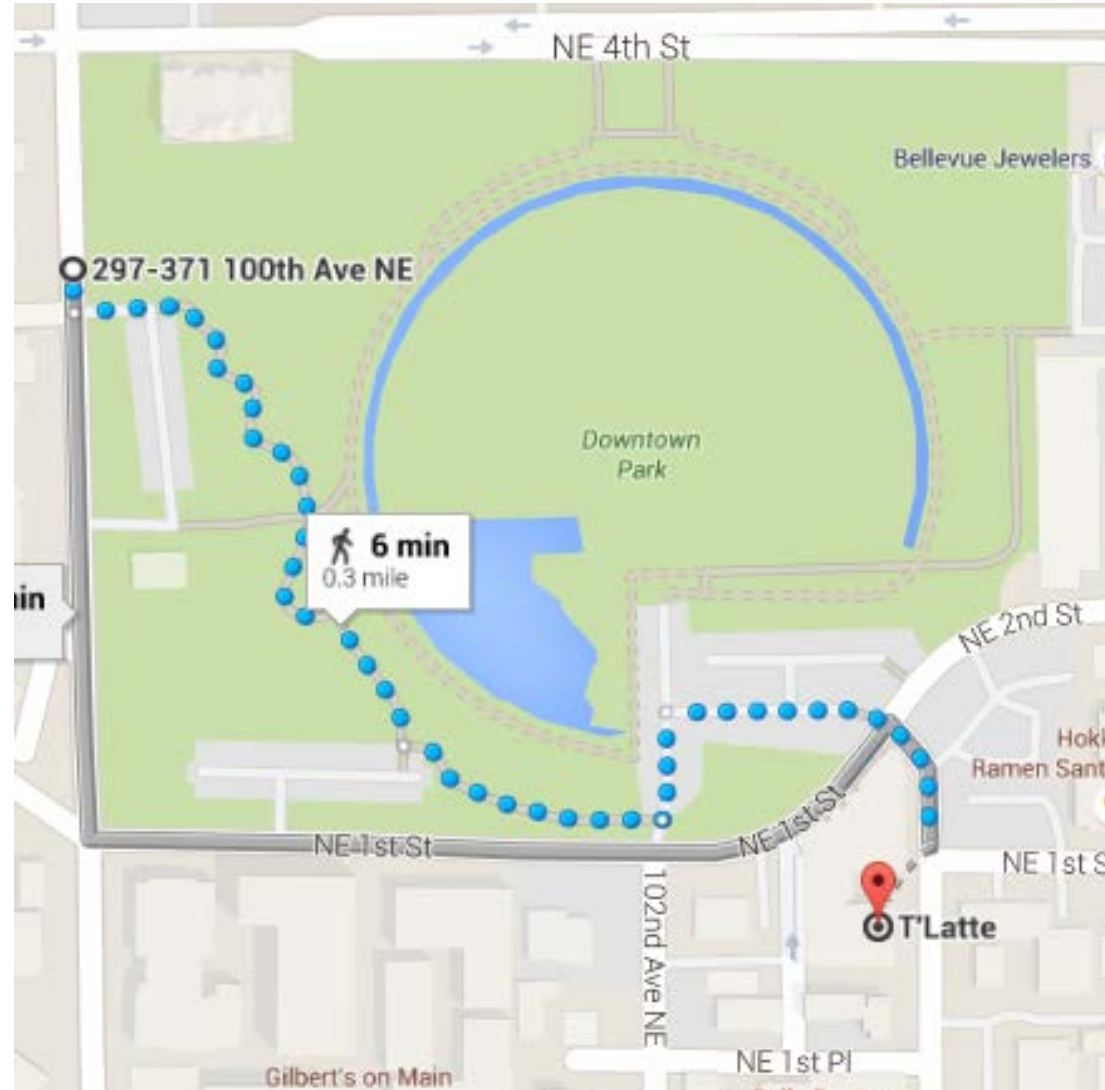 NE 4th St
Bellevue Jewelers
297-371 100th Ave NE
Downtown
Park
6 min
0.3 mile
in
NE 2nd St
Hokk
Ramen Sant
NE 1st St
NE 1st St
NE 1st S
102nd Ave NE
T'Latte
NE 1st Pl
Gilbert's on Main